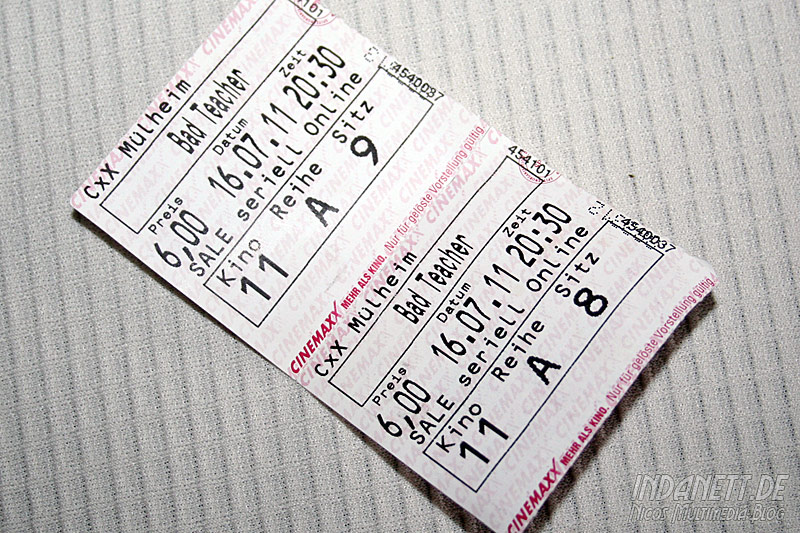 CxX Mülheim
Bad Teacher
Preis Datum Zeit
6,00 16.07.11 20:30
SALE seriell Online
Kino Reihe Sitz
11 A 9
CINEMAXX MEHR ALS KINO. Nur für gelöste Vorstellung gültig.
454101
CxX Mülheim
Bad Teacher
Preis Datum Zeit
6,00 16.07.11 20:30
SALE seriell Online
Kino Reihe Sitz
11 A 8
CINEMAXX MEHR ALS KINO. Nur für gelöste Vorstellung gültig.
INDANETT.DE
Nicos Multimedia-Blog